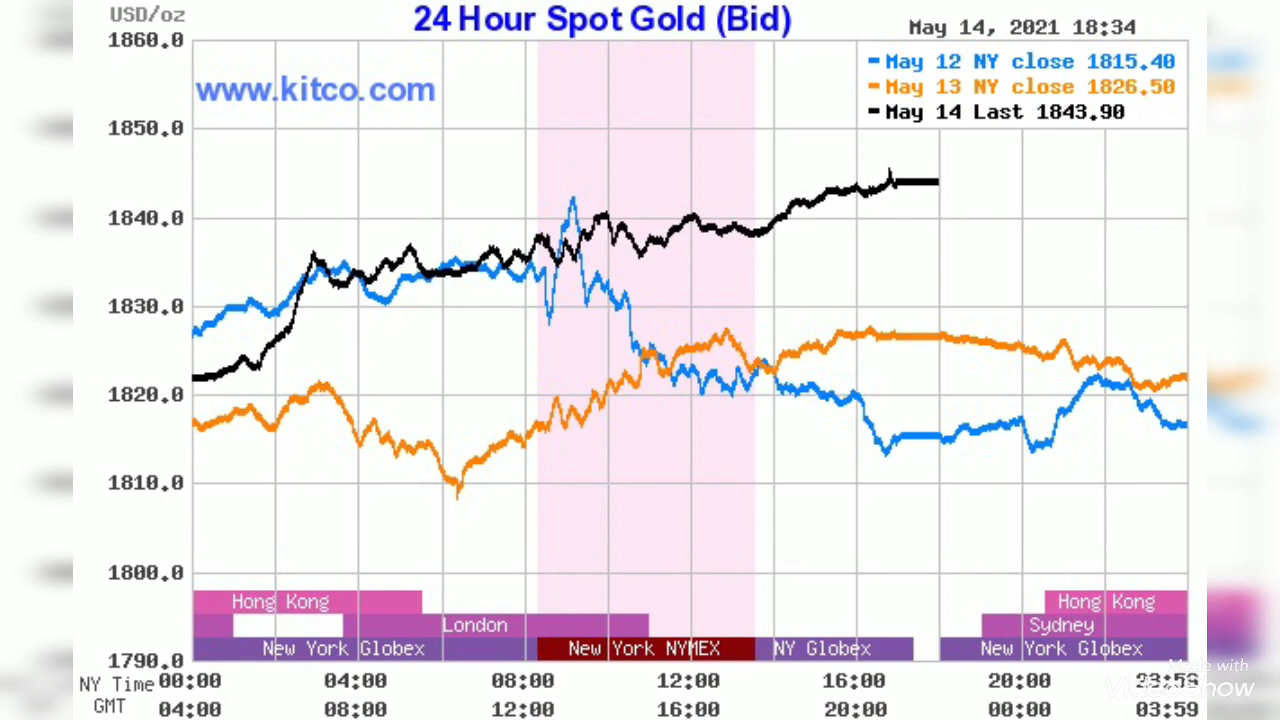 USD/oz
24 Hour Spot Gold (Bid)
May 14, 2021 18:34
1860.0
www.kitco.com
May 12 NY close 1815.40
May 13 NY close 1826.50
May 14 Last 1843.90
1850.0
1840.0
1830.0
1820.0
1810.0
1800.0
Hong Kong
Hong Kong
London
Sydney
New York Globex
New York NYMEX
NY Globex
New York Globex
1790.0
Made with
VideoShow
NY Time 00:00 04:00 08:00 12:00 16:00 20:00 23:59
GMT 04:00 08:00 12:00 16:00 20:00 00:00 03:59